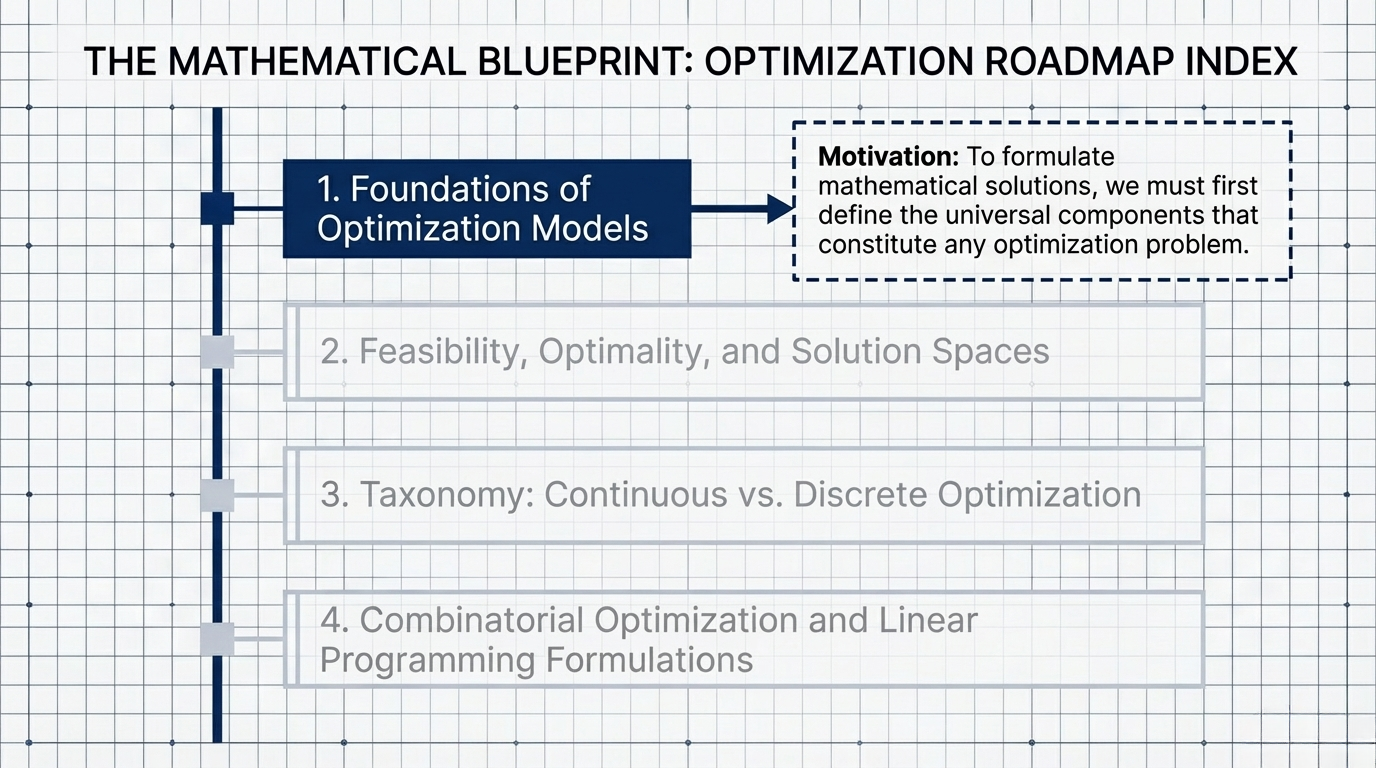 THE MATHEMATICAL BLUEPRINT: OPTIMIZATION ROADMAP INDEX
1. Foundations of
Optimization Models
Motivation: To formulate
mathematical solutions, we must first
define the universal components that
constitute any optimization problem.
2. Feasibility, Optimality, and Solution Spaces
3. Taxonomy: Continuous vs. Discrete Optimization
4. Combinatorial Optimization and Linear
Programming Formulations